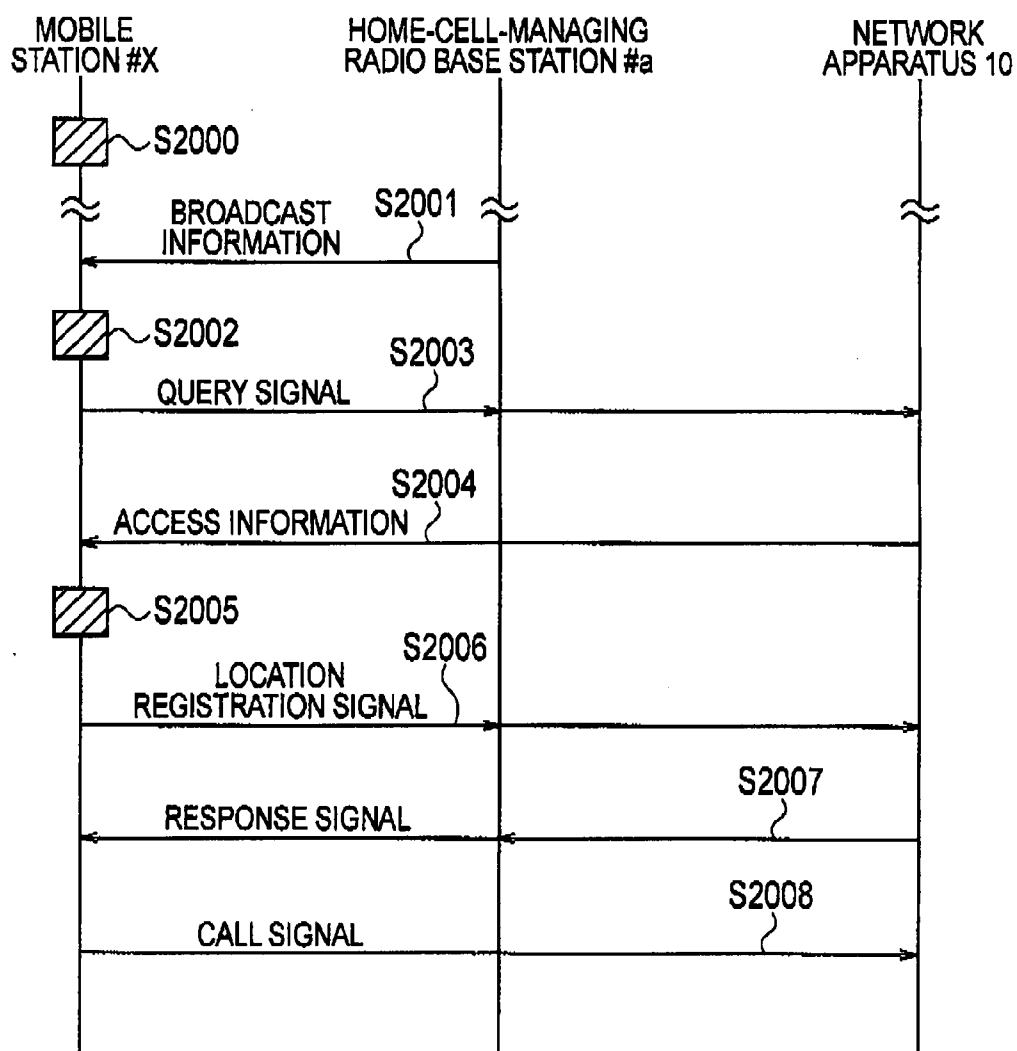 MOBILE
STATION #X
HOME-CELL-MANAGING
RADIO BASE STATION #a
NETWORK
APPARATUS 10
S2000
BROADCAST
INFORMATION
S2001
S2002
S2003
QUERY SIGNAL
S2004
ACCESS INFORMATION
S2005
S2006
LOCATION
REGISTRATION SIGNAL
S2007
RESPONSE SIGNAL
S2008
CALL SIGNAL